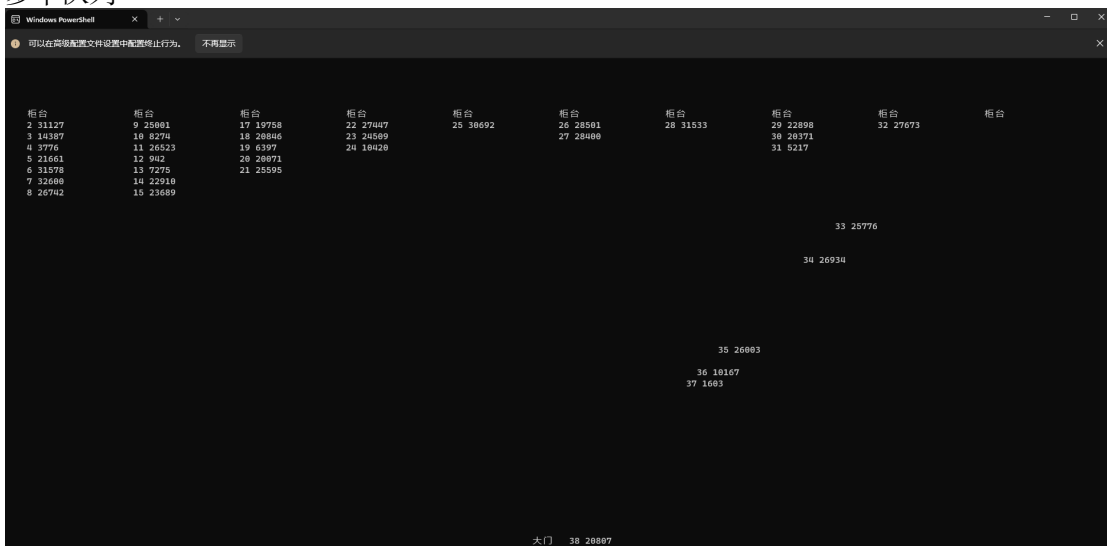 Windows PowerShell
可以在高级配置文件设置中配置终止行为。 不再显示
柜台 柜台 柜台 柜台 柜台 柜台 柜台 柜台 柜台 柜台
2 31127 9 25001 17 19758 22 27447 25 30692 26 28501 28 31533 29 22898 32 27673
3 14387 10 8274 18 20846 23 24509 27 28400 30 20371
4 3776 11 26523 19 6397 24 10420 31 5217
5 21661 12 942 20 20071
6 31578 13 7275 21 25595
7 32600 14 22910
8 26742 15 23689
33 25776
34 26934
35 26003
36 10167
37 1603
大门 38 20807